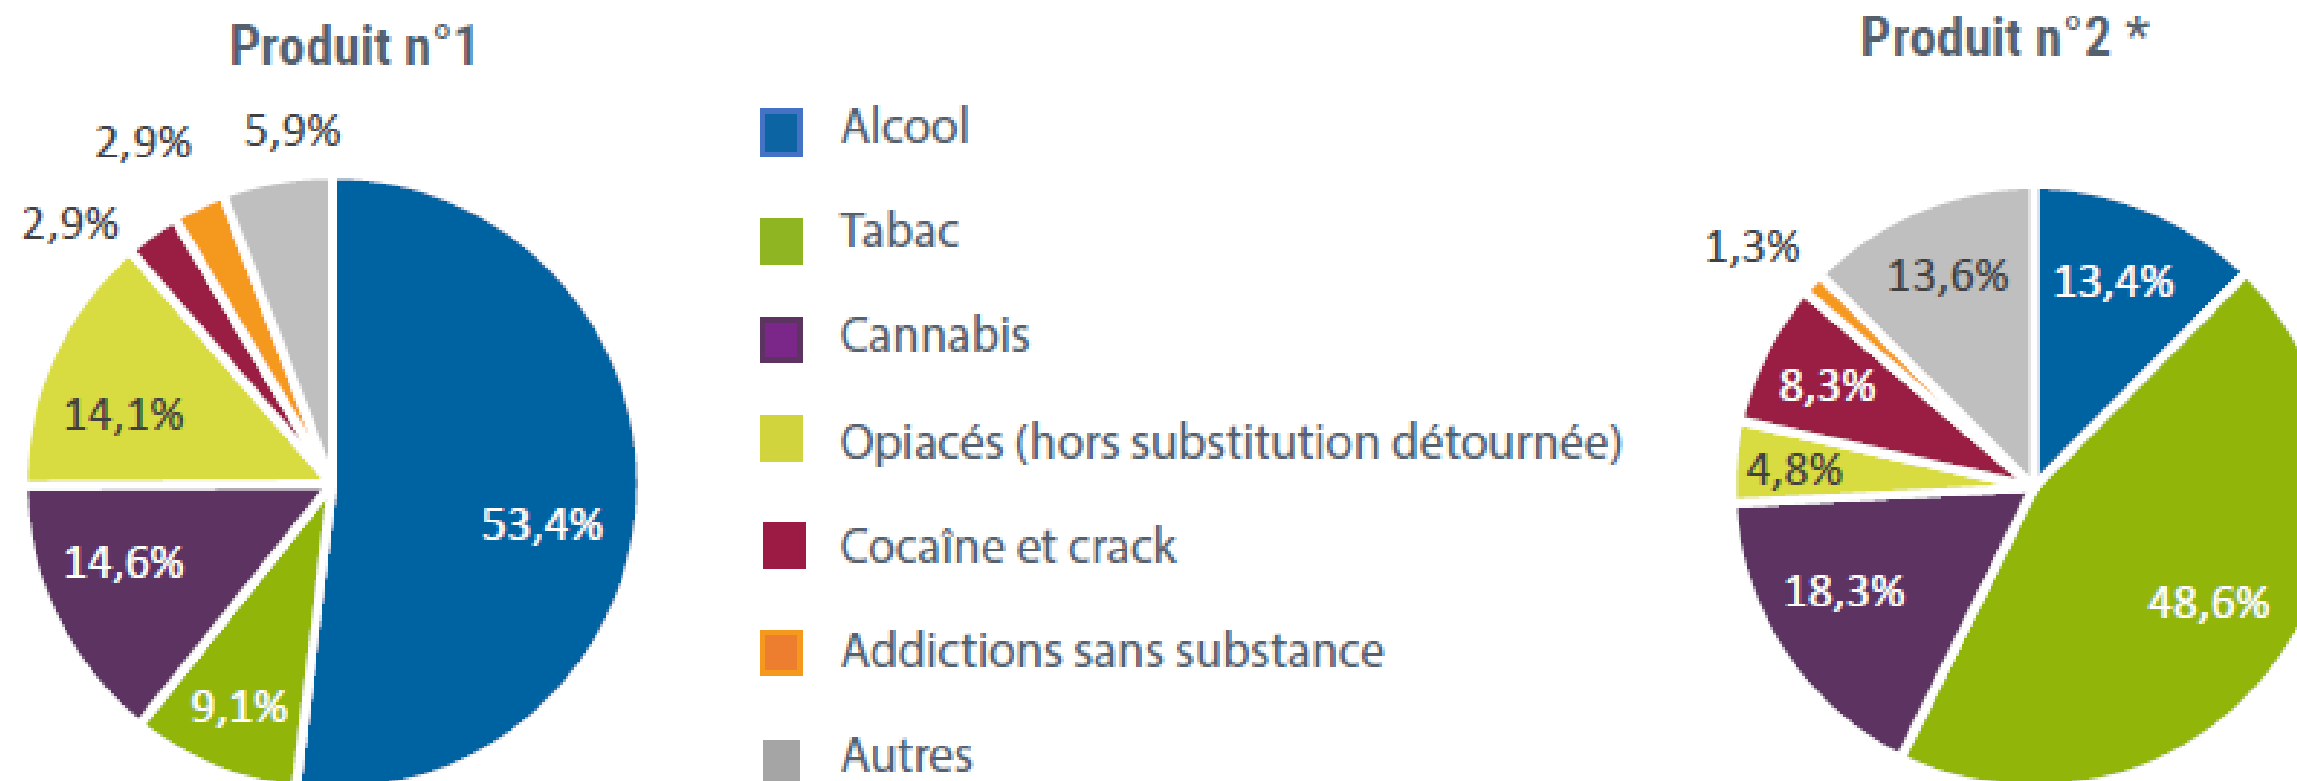 Produit n°1
5,9%
2,9%
2,9%
14,1%
53,4%
14,6%
9,1%
Alcool
Tabac
Cannabis
Opiacés (hors substitution détournée)
Cocaîne et crack
Addictions sans substance
Autres
Produit n°2 *
1,3%
13,6%
13,4%
8,3%
4,8%
18,3%
48,6%